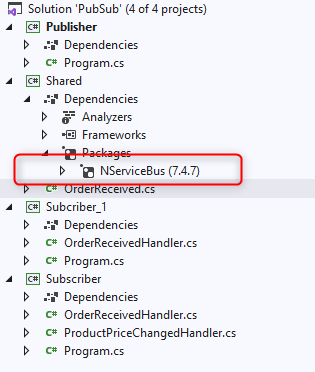 Solution 'PubSub' (4 of 4 projects)
C# Publisher
Dependencies
C# Program.cs
C# Shared
Dependencies
Analyzers
Frameworks
Packages
NServiceBus (7.4.7)
C# OrderReceived.cs
C# Subcriber_1
Dependencies
C# OrderReceivedHandler.cs
C# Program.cs
C# Subscriber
Dependencies
C# OrderReceivedHandler.cs
C# ProductPriceChangedHandler.cs
C# Program.cs